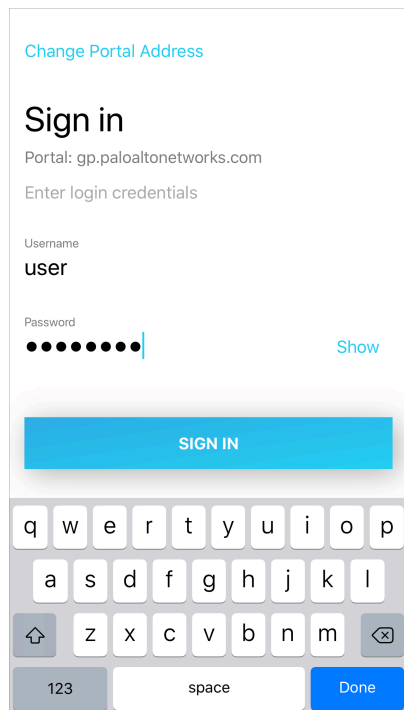 Change Portal Address
Sign in
Portal: gp.paloaltonetworks.com
Enter login credentials
Username
user
Password
●●●●●●●●
Show
SIGN IN
q w e r t y u i o p
a s d f g h j k l
z x c v b n m
123 space Done